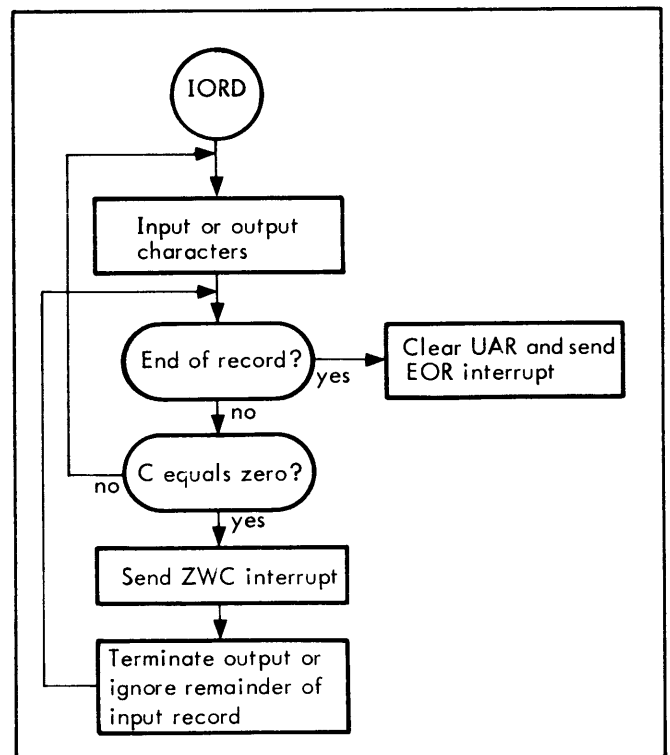 IORD
Input or output
characters
End of record?
yes
Clear UAR and send
EOR interrupt
no
C equals zero?
no
yes
Send ZWC interrupt
Terminate output or
ignore remainder of
input record